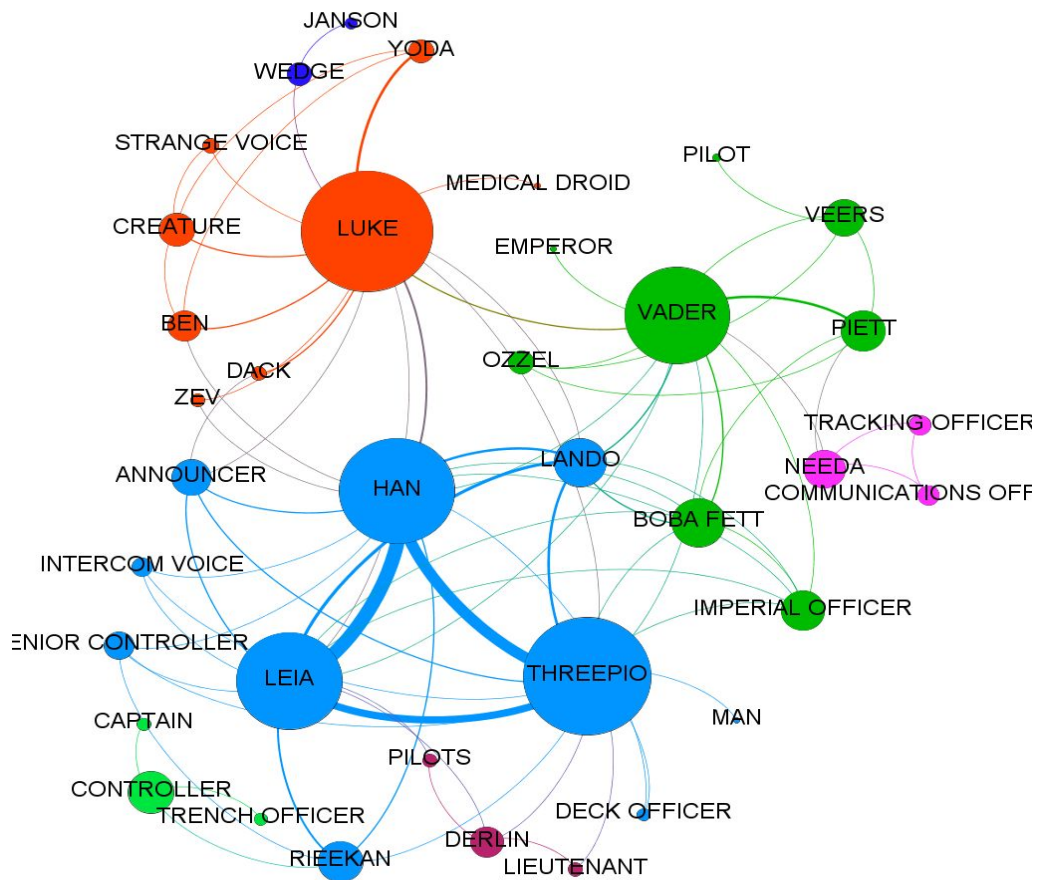 JANSON
YODA
WEDGE
STRANGE VOICE
PILOT
MEDICAL DROID
VEERS
CREATURE
LUKE
EMPEROR
VADER
BEN
PIETT
OZZEL
DACK
ZEV
TRACKING OFFICER
LANDO
NEEDA
ANNOUNCER
HAN
COMMUNICATIONS OFF
BOBA FETT
INTERCOM VOICE
IMPERIAL OFFICER
ENIOR CONTROLLER
LEIA
THREEPIO
CAPTAIN
MAN
PILOTS
CONTROLLER
TRENCH OFFICER
DECK OFFICER
DERLIN
RIEEKAN
LIEUTENANT